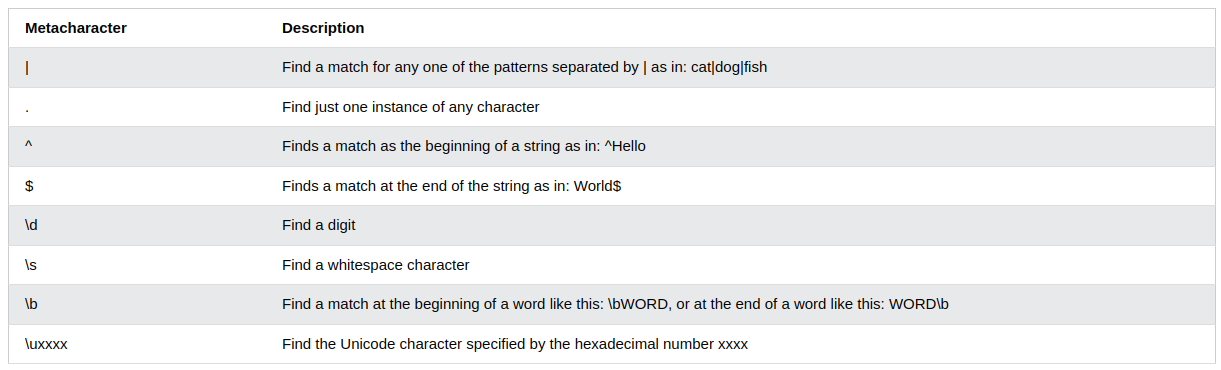 Metacharacter Description
| Find a match for any one of the patterns separated by | as in: cat|dog|fish
. Find just one instance of any character
^ Finds a match as the beginning of a string as in: ^Hello
$ Finds a match at the end of the string as in: World$
\d Find a digit
\s Find a whitespace character
\b Find a match at the beginning of a word like this: \bWORD, or at the end of a word like this: WORD\b
\uxxxx Find the Unicode character specified by the hexadecimal number xxxx